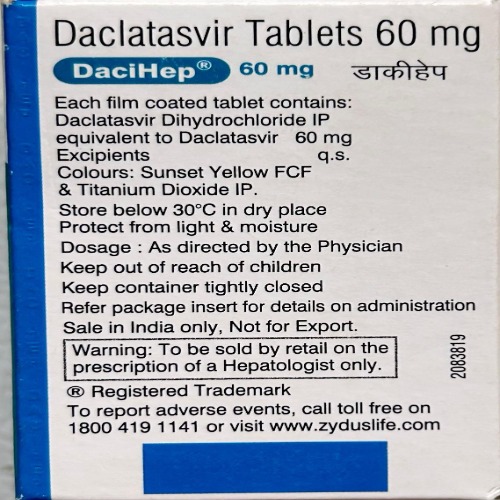 Daclatasvir Tablets 60 mg
DaciHep® 60 mg डाकीहेप
Each film coated tablet contains:
Daclatasvir Dihydrochloride IP
equivalent to Daclatasvir 60 mg
Excipients q.s.
Colours: Sunset Yellow FCF
& Titanium Dioxide IP.
Store below 30°C in dry place
Protect from light & moisture
Dosage : As directed by the Physician
Keep out of reach of children
Keep container tightly closed
Refer package insert for details on administration
Sale in India only, Not for Export.
Warning: To be sold by retail on the
prescription of a Hepatologist only.
2083819
® Registered Trademark
To report adverse events, call toll free on
1800 419 1141 or visit www.zyduslife.com